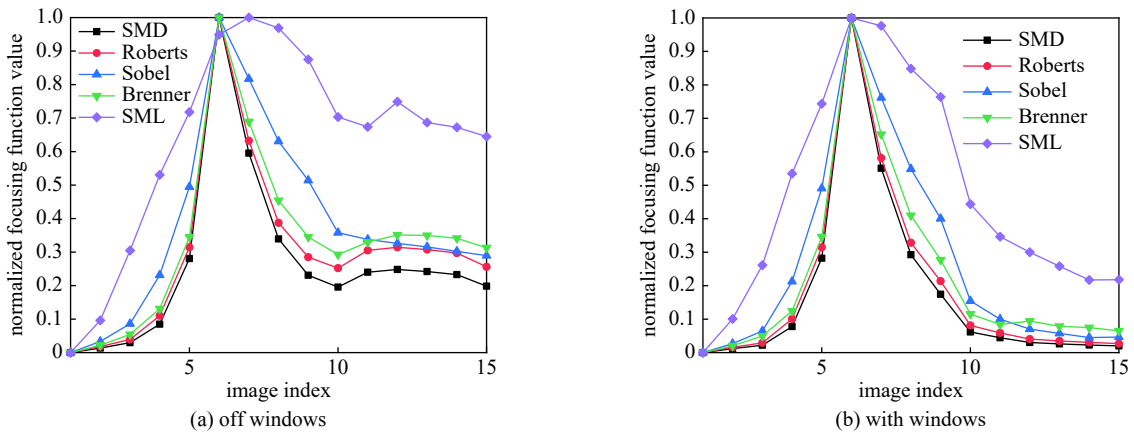 normalized focusing function value
1.0
0.9
0.8
0.7
0.6
0.5
0.4
0.3
0.2
0.1
0
SMD
Roberts
Sobel
Brenner
SML
5
10
15
image index
(a) off windows
normalized focusing function value
1.0
0.9
0.8
0.7
0.6
0.5
0.4
0.3
0.2
0.1
0
SMD
Roberts
Sobel
Brenner
SML
5
10
15
image index
(b) with windows